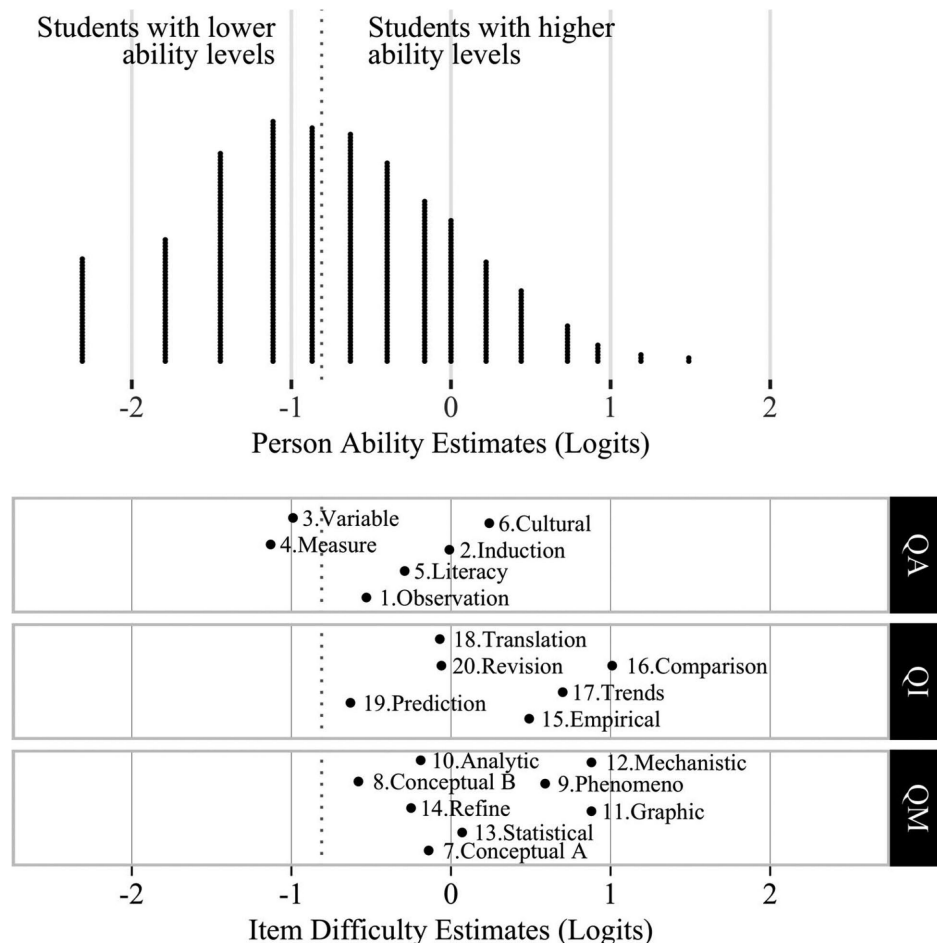 Students with lower
ability levels
Students with higher
ability levels
-2 -1 0 1 2
Person Ability Estimates (Logits)
3.Variable
6.Cultural
4.Measure
2.Induction
5.Literacy
1.Observation
QA
18.Translation
20.Revision
16.Comparison
17.Trends
19.Prediction
15.Empirical
QI
10.Analytic
12.Mechanistic
8.Conceptual B
9.Phenomeno
14.Refine
11.Graphic
13.Statistical
7.Conceptual A
QM
-2 -1 0 1 2
Item Difficulty Estimates (Logits)